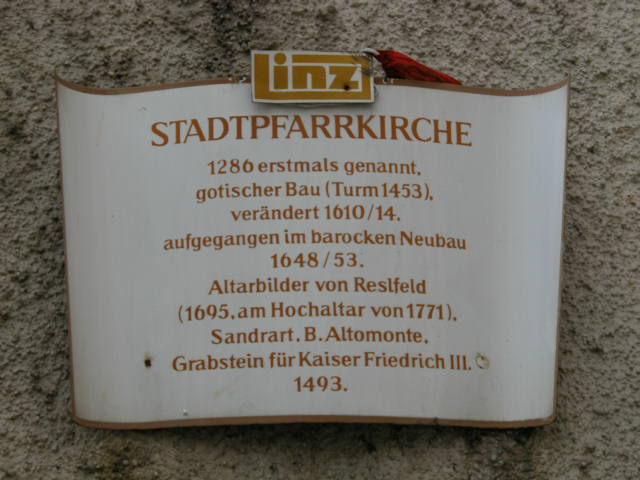 Linz
STADTPFARRKIRCHE
1286 erstmals genannt,
gotischer Bau (Turm 1453),
verändert 1610/14,
aufgegangen im barocken Neubau
1648/53.
Altarbilder von Reslfeld
(1695, am Hochaltar von 1771),
Sandrart, B. Altomonte,
Grabstein für Kaiser Friedrich III.
1493.